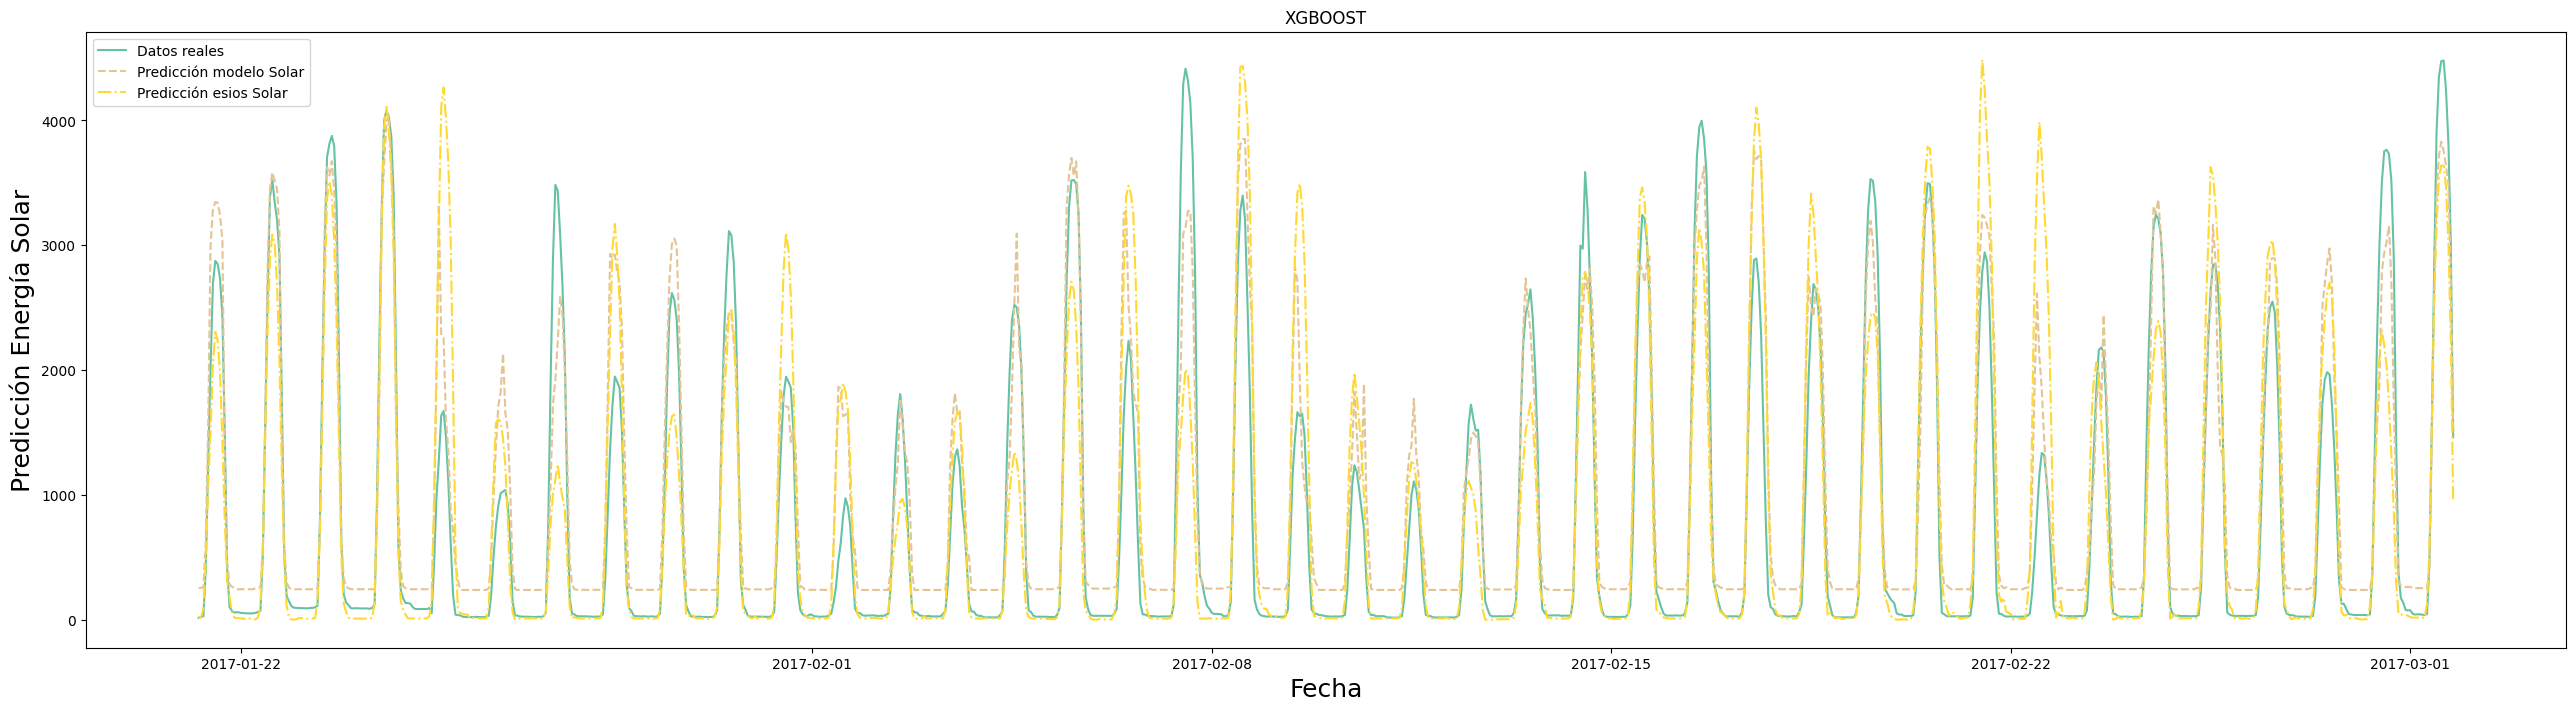 XGBOOST
Datos reales
Predicción modelo Solar
Predicción esios Solar
Predicción Energía Solar
4000
3000
2000
1000
0
2017-01-22
2017-02-01
2017-02-08
2017-02-15
2017-02-22
2017-03-01
Fecha